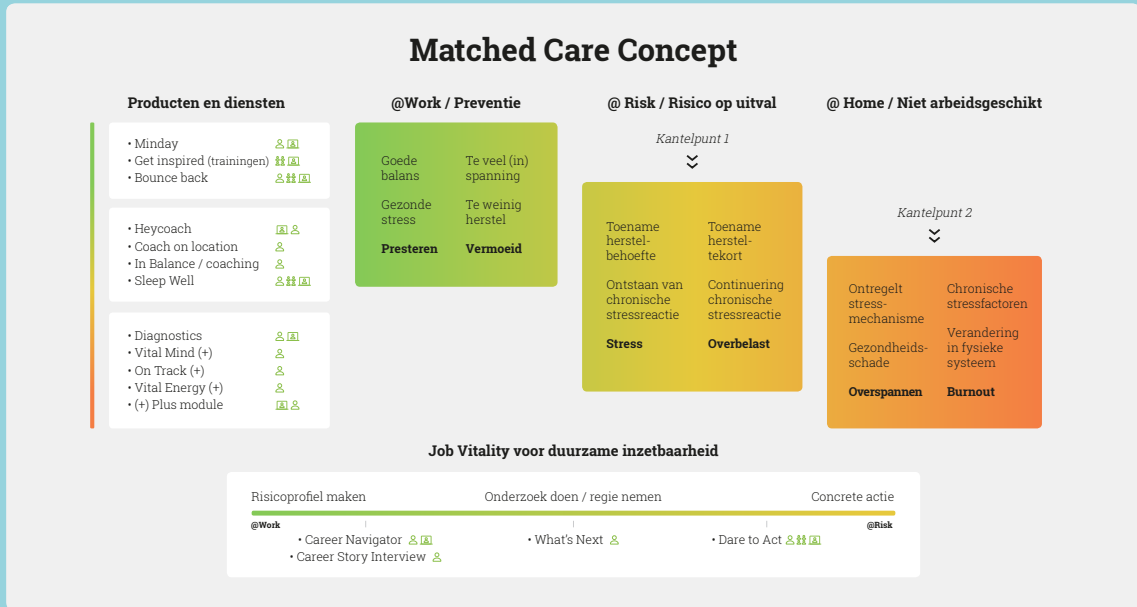 Matched Care Concept
Producten en diensten
• Minday
• Get inspired (trainingen)
• Bounce back
• Heycoach
• Coach on location
• In Balance / coaching
• Sleep Well
• Diagnostics
• Vital Mind (+)
• On Track (+)
• Vital Energy (+)
• (+) Plus module
@Work / Preventie
Goede
balans
Gezonde
stress
Presteren
Te veel (in)
spanning
Te weinig
herstel
Vermoeid
@ Risk / Risico op uitval
Kantelpunt 1
Toename
herstel-
behoefte
Ontstaan van
chronische
stressreactie
Stress
Toename
herstel-
tekort
Continuering
chronische
stressreactie
Overbelast
@ Home / Niet arbeidsgeschikt
Kantelpunt 2
Ontregelt
stress-
mechanisme
Gezondheids-
schade
Overspannen
Chronische
stressfactoren
Verandering
in fysieke
systeem
Burnout
Job Vitality voor duurzame inzetbaarheid
Risicoprofiel maken
Onderzoek doen / regie nemen
Concrete actie
@Work
@Risk
• Career Navigator
• Career Story Interview
• What's Next
• Dare to Act